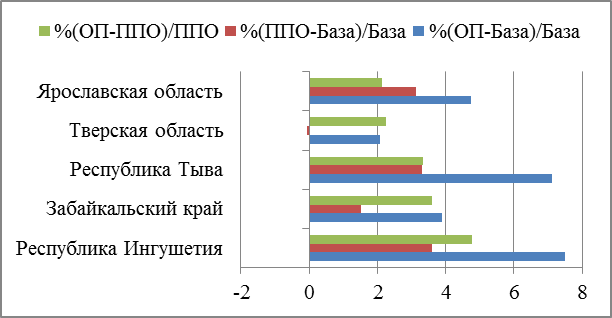 %(ОП-ППО)/ППО %(ППО-База)/База %(ОП-База)/База
Ярославская область
Тверская область
Республика Тыва
Забайкальский край
Республика Ингушетия
-2 0 2 4 6 8